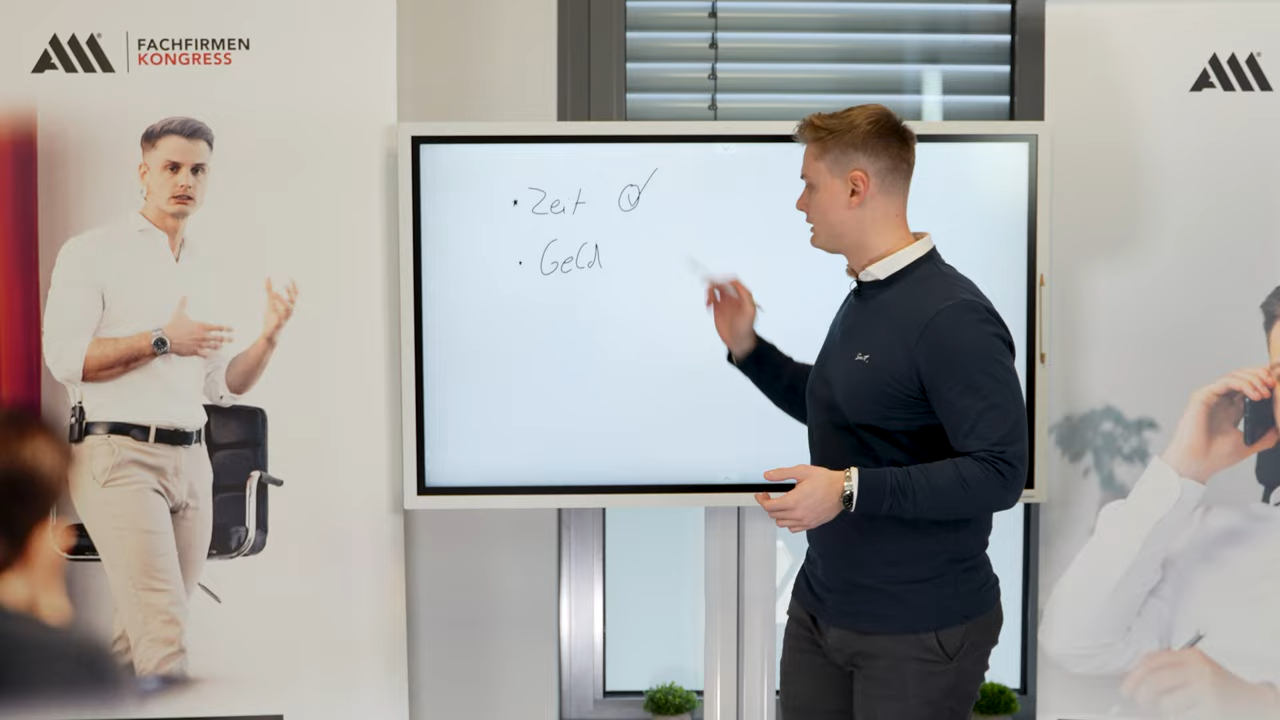 FACHFIRMEN
KONGRESS
· Zeit
· Geld